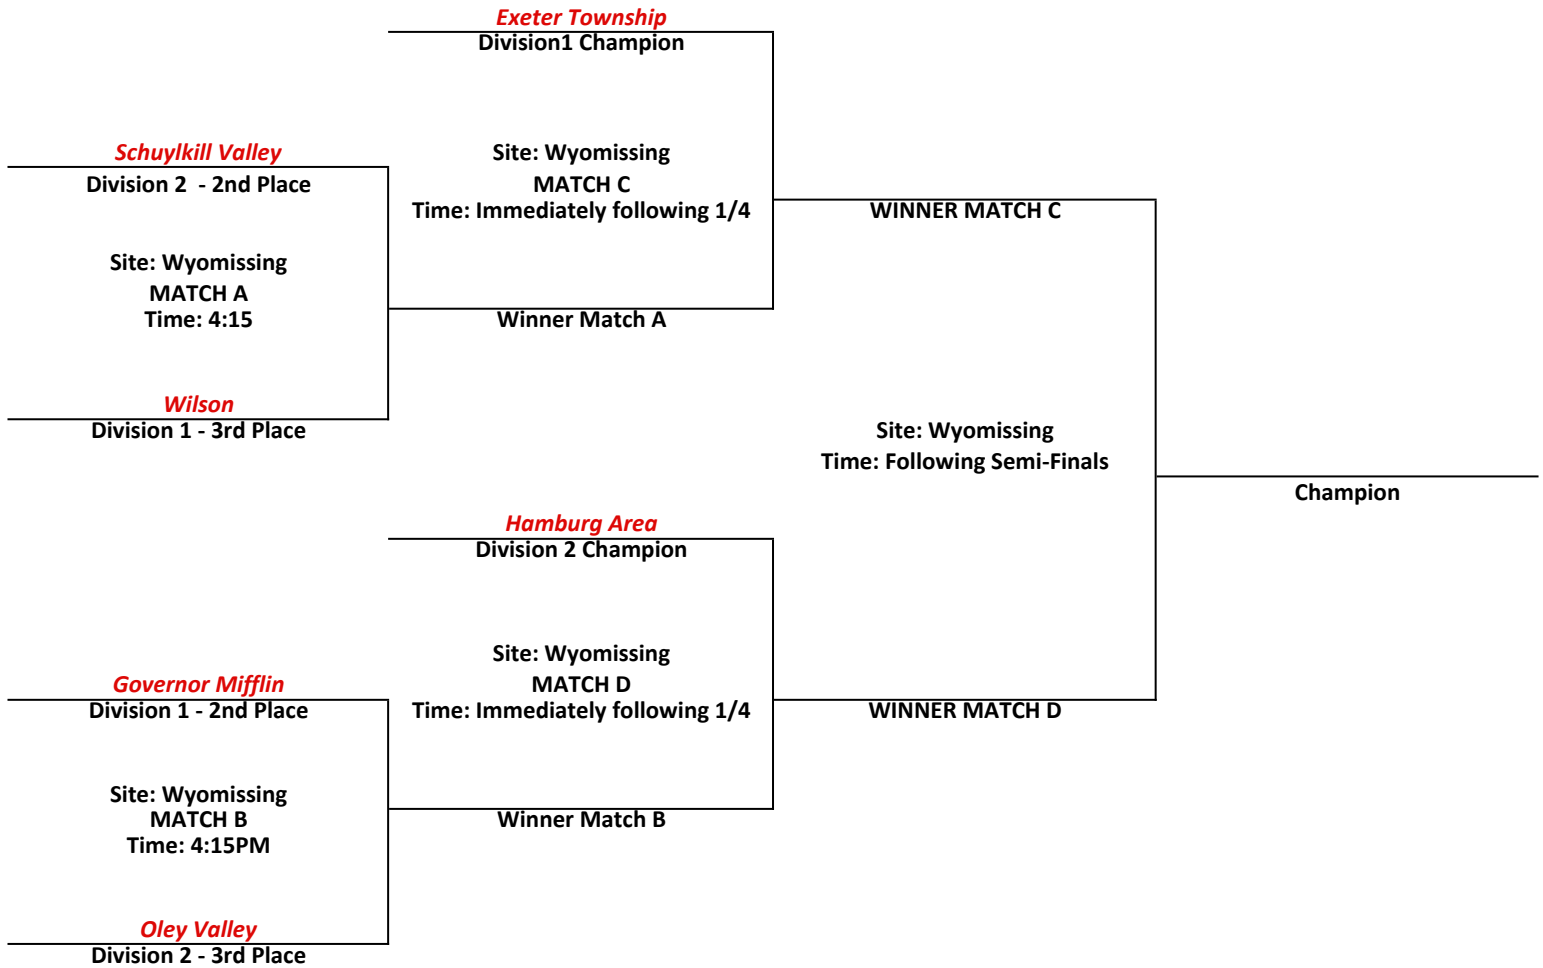 Exeter Township
Division1 Champion
Schuylkill Valley
Division 2  - 2nd Place
Site: Wyomissing
MATCH C
Time: Immediately following 1/4
WINNER MATCH C
Site: Wyomissing
MATCH A
Time: 4:15
Winner Match A
Wilson
Division 1 - 3rd Place
Site: Wyomissing
Time: Following Semi-Finals
Champion
Hamburg Area
Division 2 Champion
Governor Mifflin
Division 1 - 2nd Place
Site: Wyomissing
MATCH D
Time: Immediately following 1/4
WINNER MATCH D
Site: Wyomissing
MATCH B
Time: 4:15PM
Winner Match B
Oley Valley
Division 2 - 3rd Place